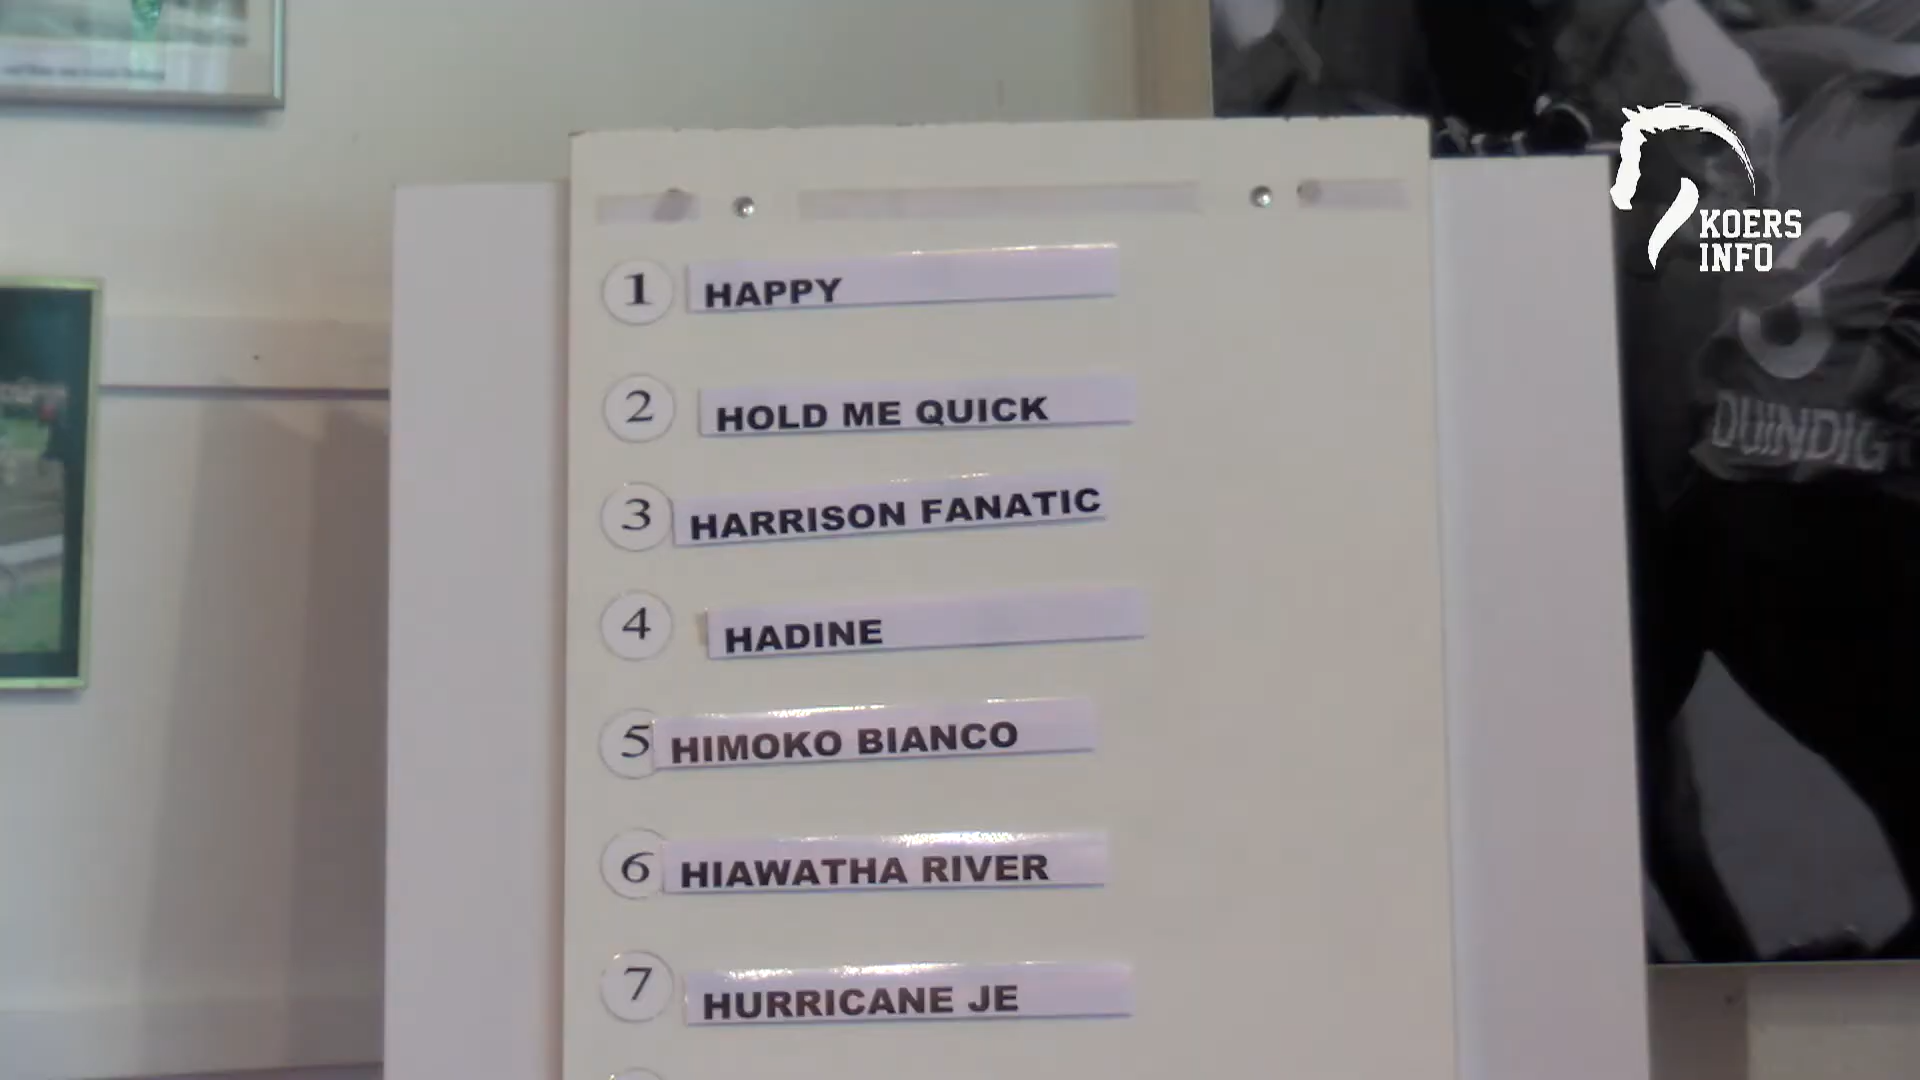 1 HAPPY
2 HOLD ME QUICK
3 HARRISON FANATIC
4 HADINE
5 HIMOKO BIANCO
6 HIAWATHA RIVER
7 HURRICANE JE
KOERS
INFO
DUINDIG